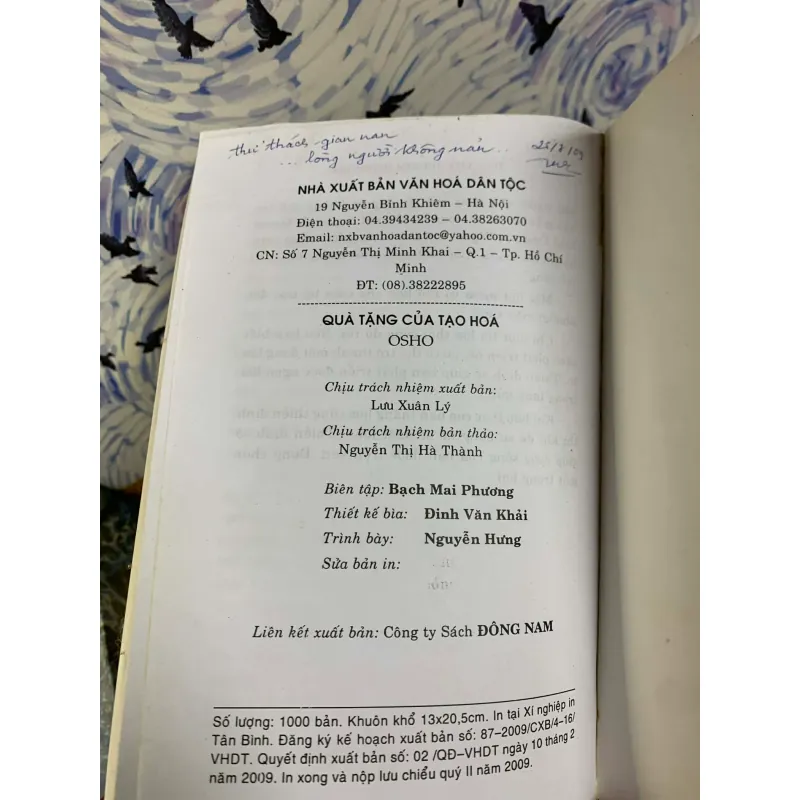 thử thách gian nan
... lòng người không nản ..
NHÀ XUẤT BẢN VĂN HOÁ DÂN TỘC
19 Nguyễn Bỉnh Khiêm – Hà Nội
Điện thoại: 04.39434239 – 04.38263070
Email: nxbvanhoadantoc@yahoo.com.vn
CN: Số 7 Nguyễn Thị Minh Khai – Q.1 – Tp. Hồ Chí
Minh
ĐT: (08).38222895
QUÀ TẶNG CỦA TẠO HOÁ
OSHO
Chịu trách nhiệm xuất bản:
Lưu Xuân Lý
Chịu trách nhiệm bản thảo:
Nguyễn Thị Hà Thành
Biên tập: Bạch Mai Phương
Thiết kế bìa: Đinh Văn Khải
Trình bày: Nguyễn Hưng
Sửa bản in:
Liên kết xuất bản: Công ty Sách ĐÔNG NAM
Số lượng: 1000 bản. Khuôn khổ 13x20,5cm. In tại Xí nghiệp in
Tân Bình. Đăng ký kế hoạch xuất bản số: 87–2009/CXB/4–16/
VHDT. Quyết định xuất bản số: 02 /QĐ–VHDT ngày 10 tháng 2
năm 2009. In xong và nộp lưu chiểu quý II năm 2009.